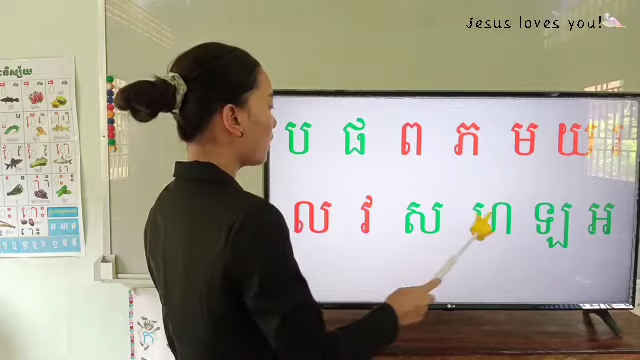 Jesus loves you!
ប ផ ព ភ ម យ
ល វ ស ហ ឡ អ